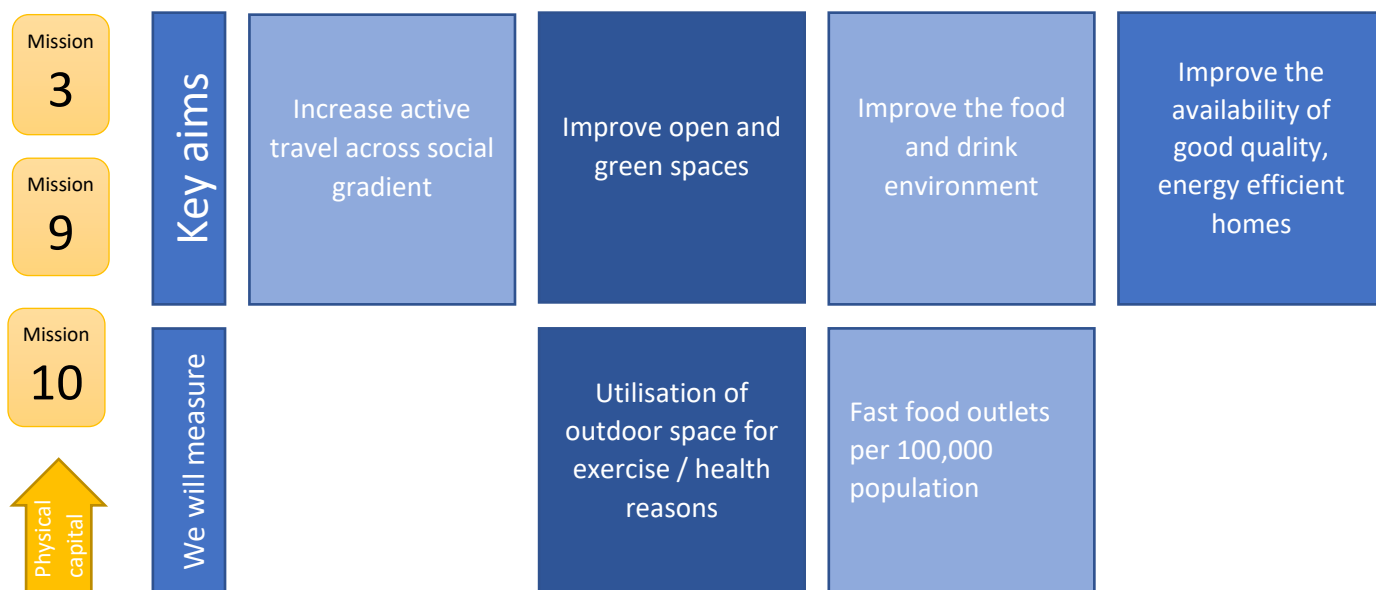 Mission
3
Mission
9
Mission
10
Physical
capital
Key aims
Increase active
travel across social
gradient
Improve open and
green spaces
Improve the food
and drink
environment
Improve the
availability of
good quality,
energy efficient
homes
We will measure
Utilisation of
outdoor space for
exercise / health
reasons
Fast food outlets
per 100,000
population